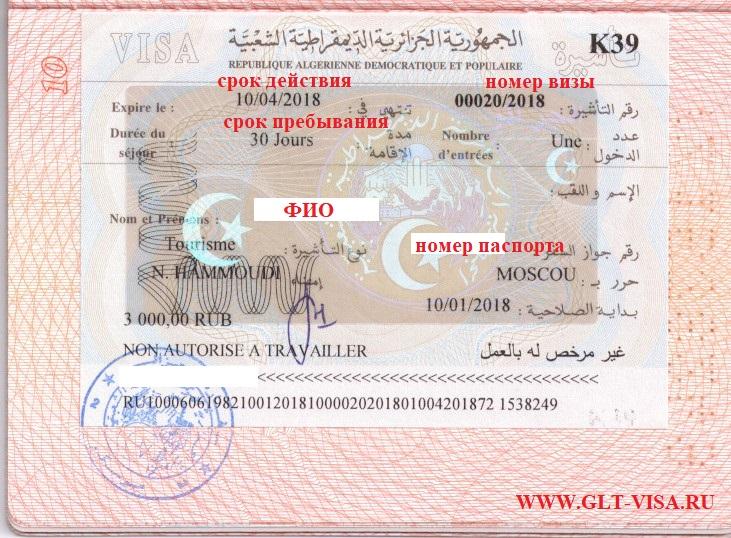 VISA الجمهورية الجزائرية الديمقراطية الشعبية تأشيرة
K39
REPUBLIQUE ALGERIENNE DEMOCRATIQUE ET POPULAIRE
10
срок действия номер визы
Expire le : 10/04/2018 تنتهي في : 00020/2018 رقم التأشيرة :
срок пребывания
Durée du séjour : 30 Jours مدة الإقامة : Nombre d'entrées : Une عدد الدخول
الإسم واللقب :
ФИО
Nom et Prénoms :
Tourisme نوع التأشيرة : номер паспорта رقم جواز السفر
N. HAMMOUDI إمضاء MOSCOU حرر بـ :
10/01/2018 بداية الصلاحية :
3 000,00 RUB
NON AUTORISE A TRAVAILLER غير مرخص له بالعمل
<<<<<<<<<<<<<<<<<<<<<<<<<<<<<<<<<<<<<<
RU1000606198210012018100002020180100420187​2 1538249
WWW.GLT-VISA.RU